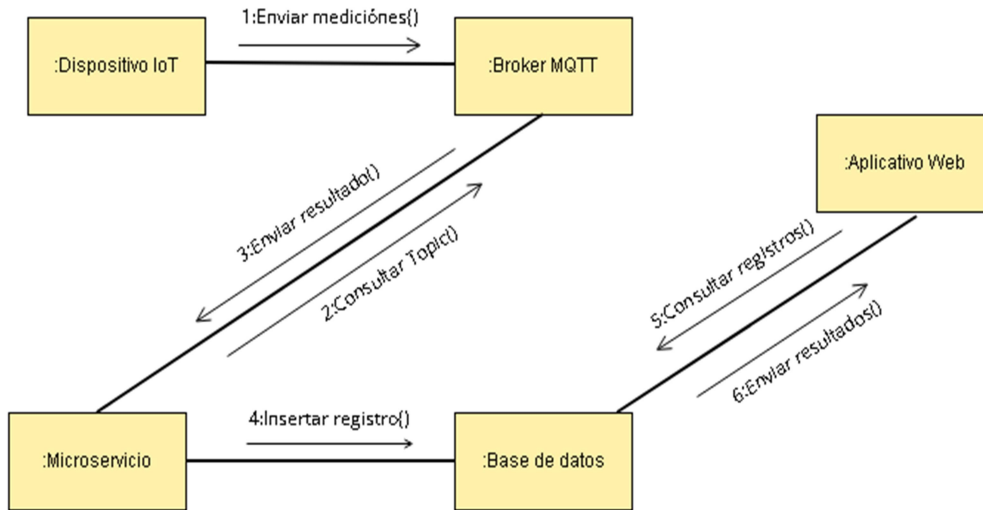 1:Enviar mediciónes()
:Dispositivo IoT
:Broker MQTT
:Aplicativo Web
3:Enviar resultado()
2:Consultar Topic()
5:Consultar registros()
6:Enviar resultados()
4:Insertar registro()
:Microservicio
:Base de datos